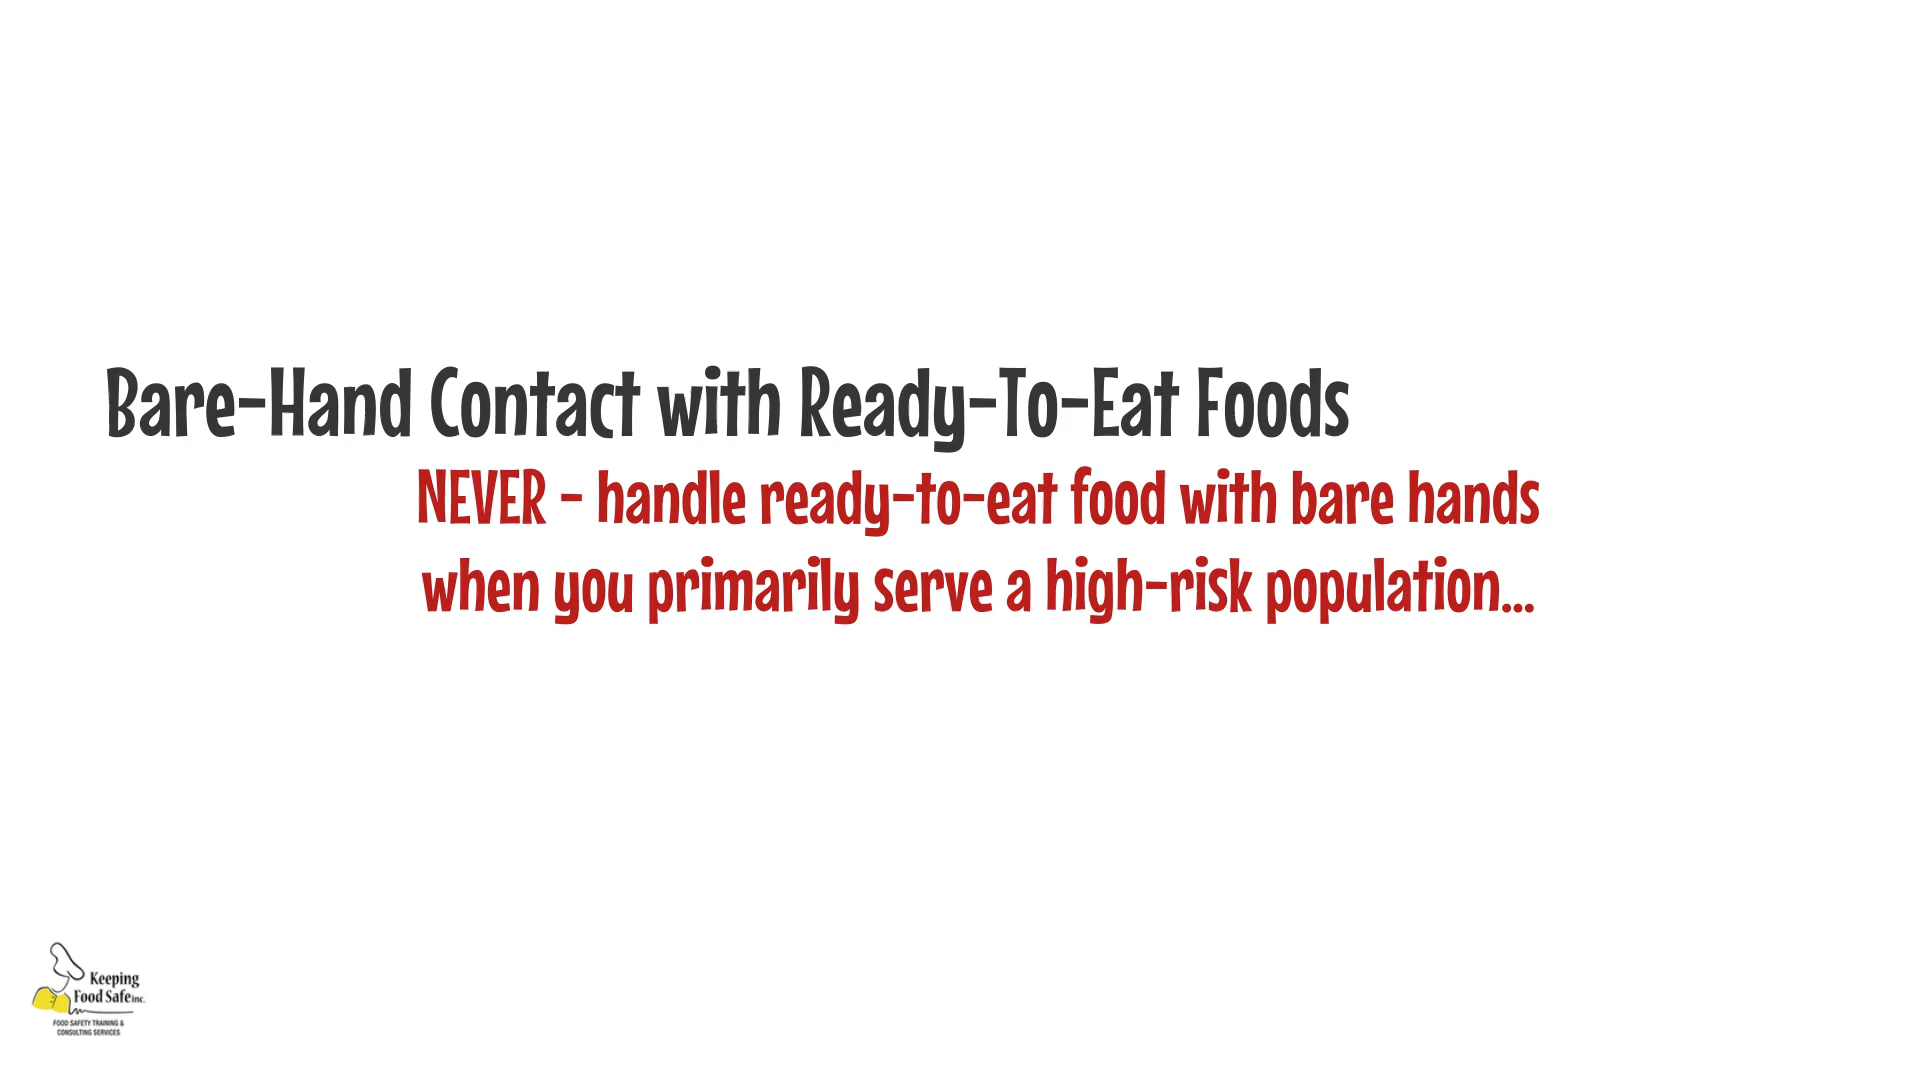 Bare-Hand Contact with Ready-To-Eat Foods
NEVER - handle ready-to-eat food with bare hands
when you primarily serve a high-risk population...
Keeping
Food Safe inc.
FOOD SAFETY TRAINING &
CONSULTING SERVICES